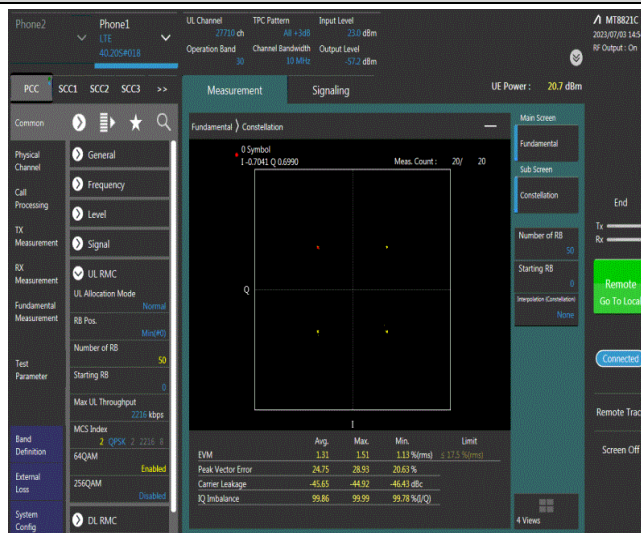 Phone2
Phone1
LTE
40.20S#018
UL Channel
27710 ch
TPC Pattern
All +3dB
Input Level
23.0 dBm
Operation Band
30
Channel Bandwidth
10 MHz
Output Level
-57.2 dBm
MT8821C
2023/07/03 14:5
RF Output : On
PCC SCC1 SCC2 SCC3 >>
Measurement
Signaling
UE Power : 20.7 dBm
Common
Physical
Channel
Call
Processing
TX
Measurement
RX
Measurement
Fundamental
Measurement
Test
Parameter
Band
Definition
External
Loss
System
Config
General
Frequency
Level
Signal
UL RMC
UL Allocation Mode
Normal
RB Pos.
Min(#0)
Number of RB
50
Starting RB
0
Max UL Throughput
2216 kbps
MCS Index
2 QPSK 2 2216 8
64QAM
Enabled
256QAM
Disabled
DL RMC
Fundamental 〉 Constellation
0 Symbol
I -0.7041 Q 0.6990
Meas. Count : 20/ 20
Q
I
Avg. Max. Min. Limit
EVM 1.31 1.51 1.13 %(rms) ≤ 17.5 %(rms)
Peak Vector Error 24.75 28.93 20.63 %
Carrier Leakage -45.65 -44.92 -46.43 dBc
IQ Imbalance 99.86 99.99 99.78 %(I/Q)
Main Screen
Fundamental
Sub Screen
Constellation
Number of RB
50
Starting RB
0
Interpolation (Constellation)
None
4 Views
End
Tx
Rx
Remote
Go To Local
Connected
Remote Trac
Screen Off